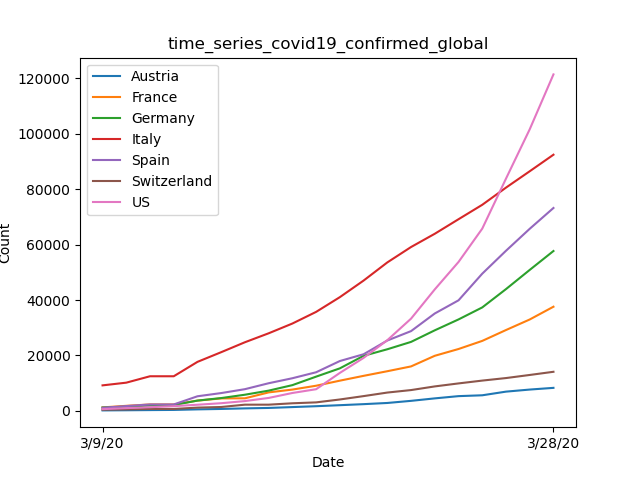 time_series_covid19_confirmed_global
Austria
France
Germany
Italy
Spain
Switzerland
US
120000
100000
80000
60000
40000
20000
0
Count
3/9/20
3/28/20
Date